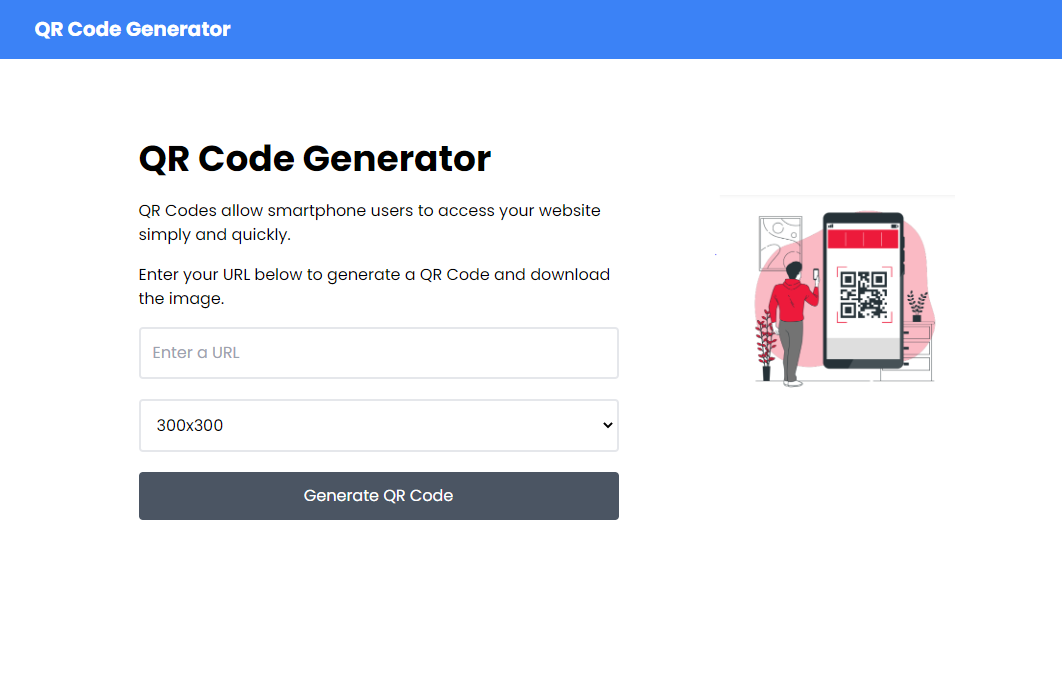 QR Code Generator
QR Code Generator
QR Codes allow smartphone users to access your website
simply and quickly.
Enter your URL below to generate a QR Code and download
the image.
Enter a URL
300x300
Generate QR Code